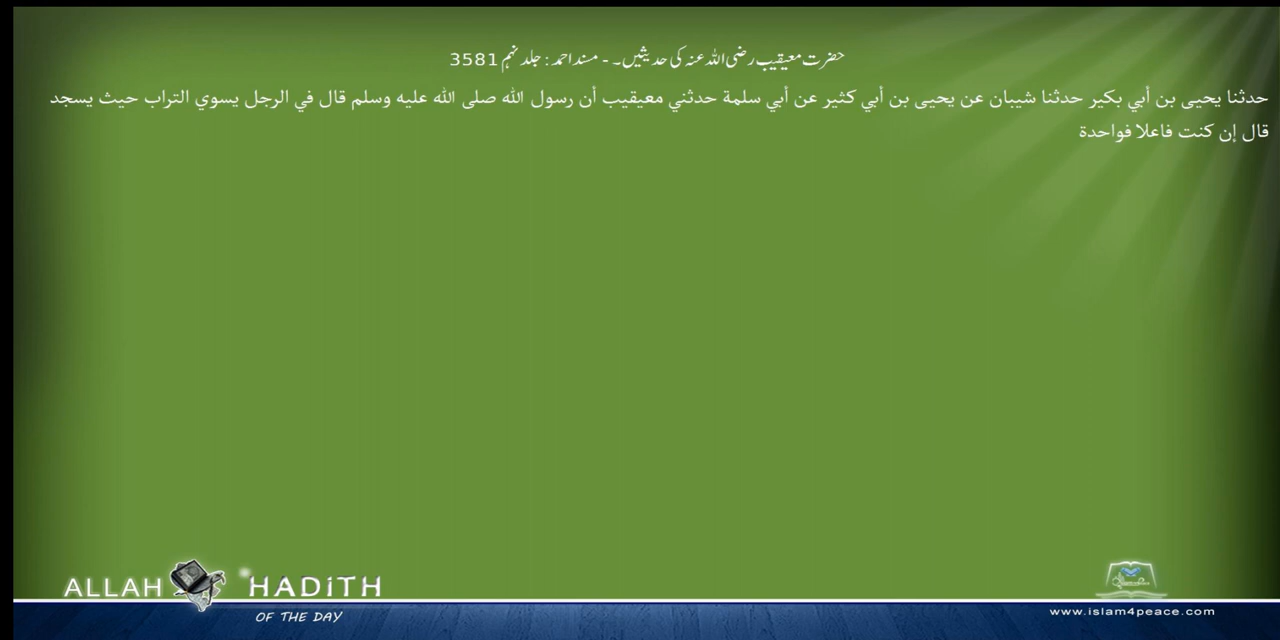 حضرت معیقیب رضی اللہ عنہ کی حدیثیں۔ - مسند احمد : جلد نہم 3581
حدثنا يحيى بن أبي بكير حدثنا شيبان عن يحيى بن أبي كثير عن أبي سلمة حدثني معيقيب أن رسول الله صلى الله عليه وسلم قال في الرجل يسوي التراب حيث يسجد
قال إن كنت فاعلا فواحدة
ALLAH HADITH
OF THE DAY
www.islam4peace.com